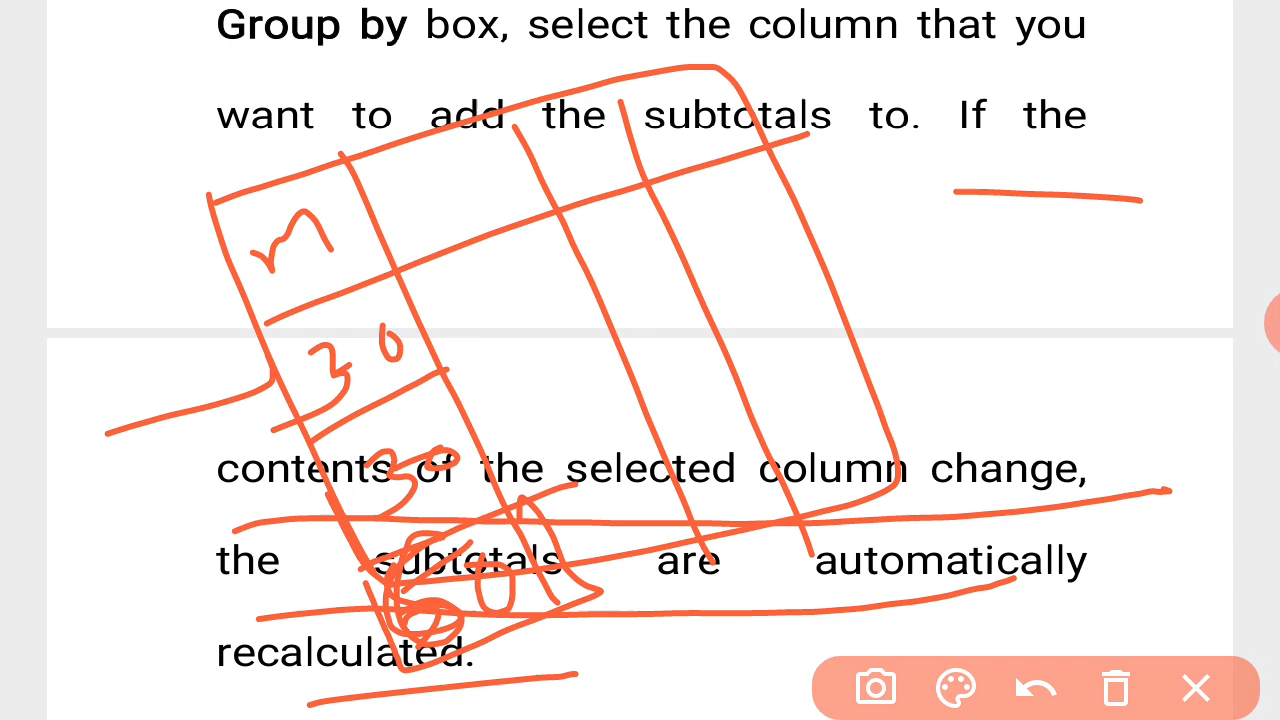 Group by box, select the column that you
want to add the subtotals to. If the
n
30
contents of the selected column change,
30
the subtotals are automatically
60
recalculated.